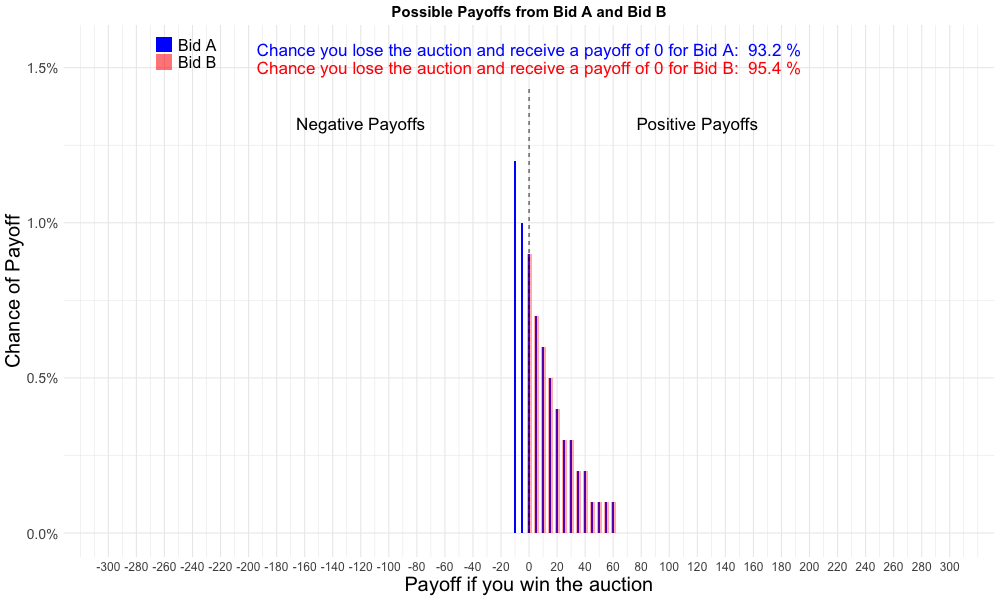 Possible Payoffs from Bid A and Bid B
Bid A
Bid B
Chance you lose the auction and receive a payoff of 0 for Bid A:  93.2 %
Chance you lose the auction and receive a payoff of 0 for Bid B:  95.4 %
Negative Payoffs
Positive Payoffs
Chance of Payoff
1.5%
1.0%
0.5%
0.0%
-300 -280 -260 -240 -220 -200 -180 -160 -140 -120 -100 -80 -60 -40 -20 0 20 40 60 80 100 120 140 160 180 200 220 240 260 280 300
Payoff if you win the auction